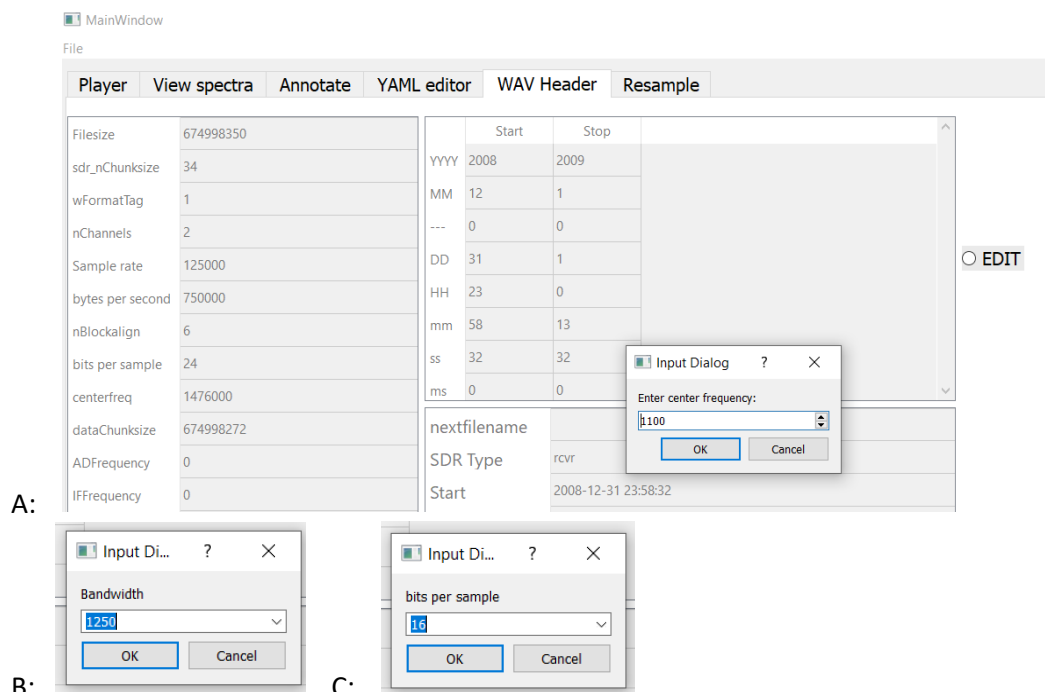 MainWindow
File
Player View spectra Annotate YAML editor WAV Header Resample
Filesize 674998350
sdr_nChunksize 34
wFormatTag 1
nChannels 2
Sample rate 125000
bytes per second 750000
nBlockalign 6
bits per sample 24
centerfreq 1476000
dataChunksize 674998272
ADFrequency 0
IFFrequency 0
Start Stop
YYYY 2008 2009
MM 12 1
--- 0 0
DD 31 1
HH 23 0
mm 58 13
ss 32 32
ms 0 0
EDIT
nextfilename
SDR Type rcvr
Start 2008-12-31 23:58:32
Input Dialog ?
Enter center frequency:
1100
OK Cancel
A:
Input Di... ?
Bandwidth
1250
OK Cancel
B:
Input Di... ?
bits per sample
16
OK Cancel
C: